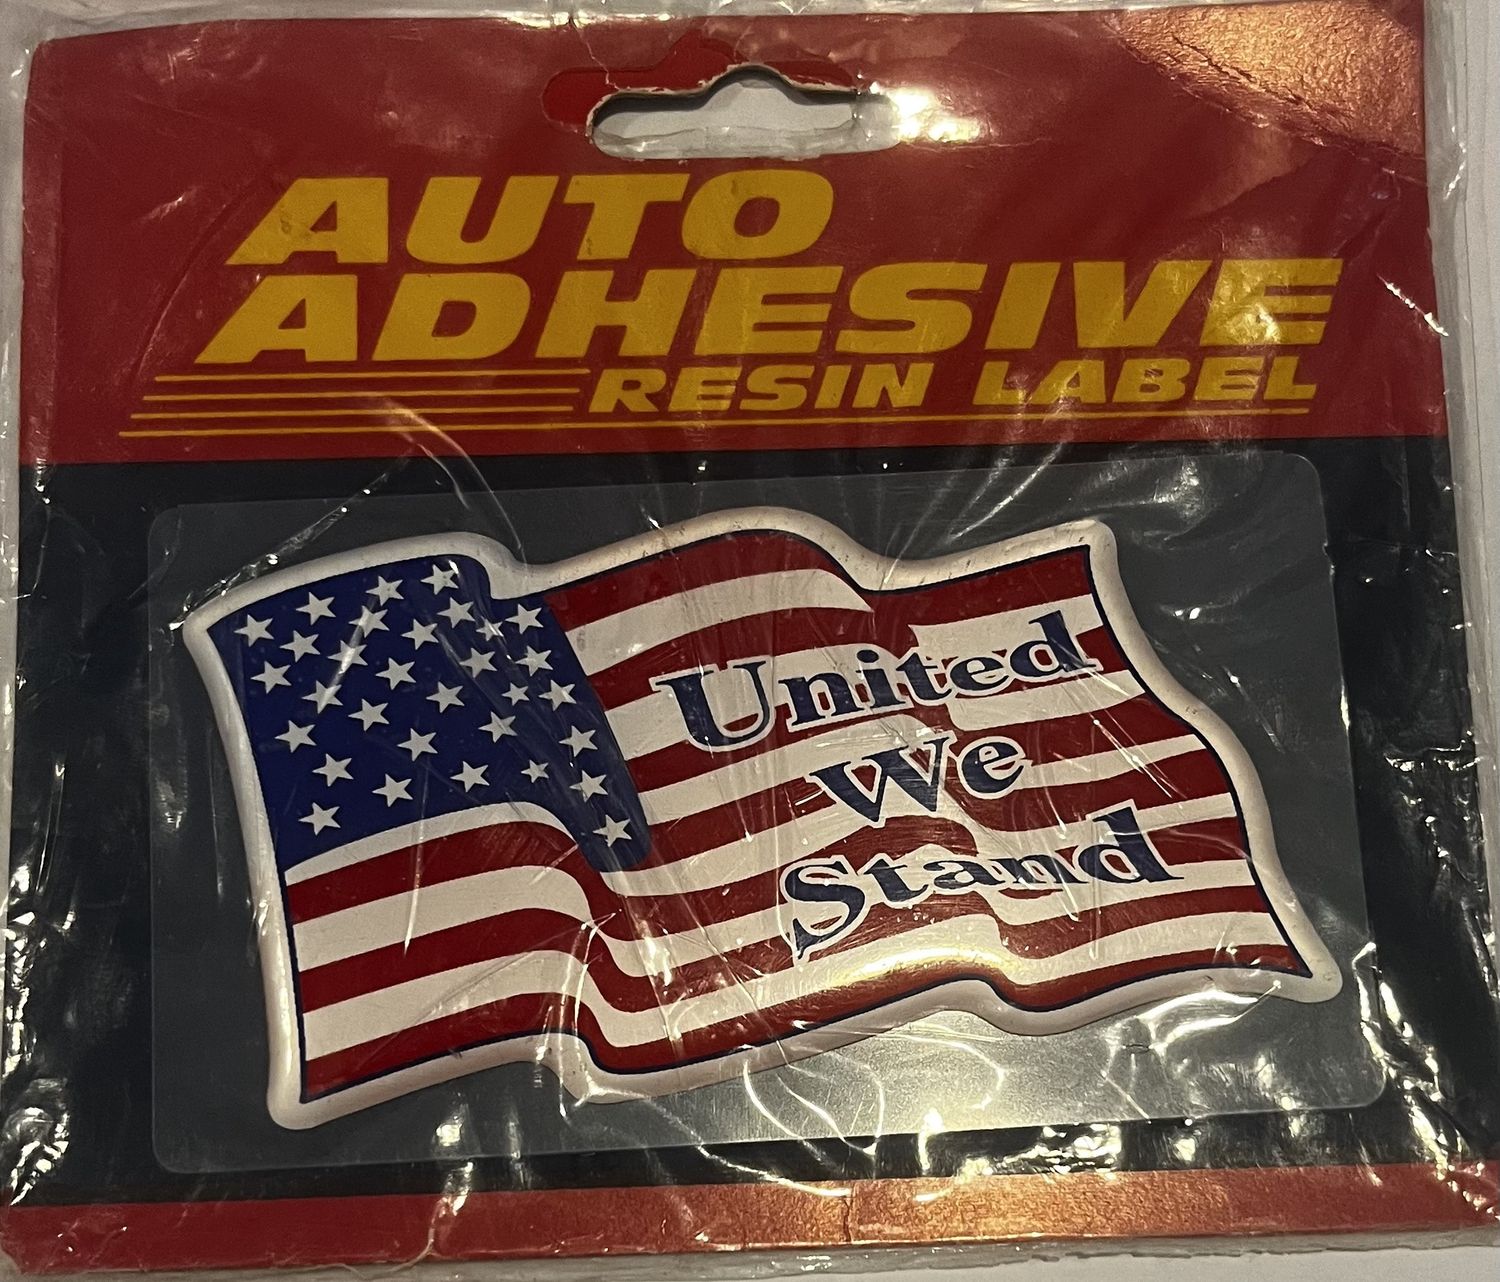 AUTO
ADHESIVE
RESIN LABEL
United
We
Stand